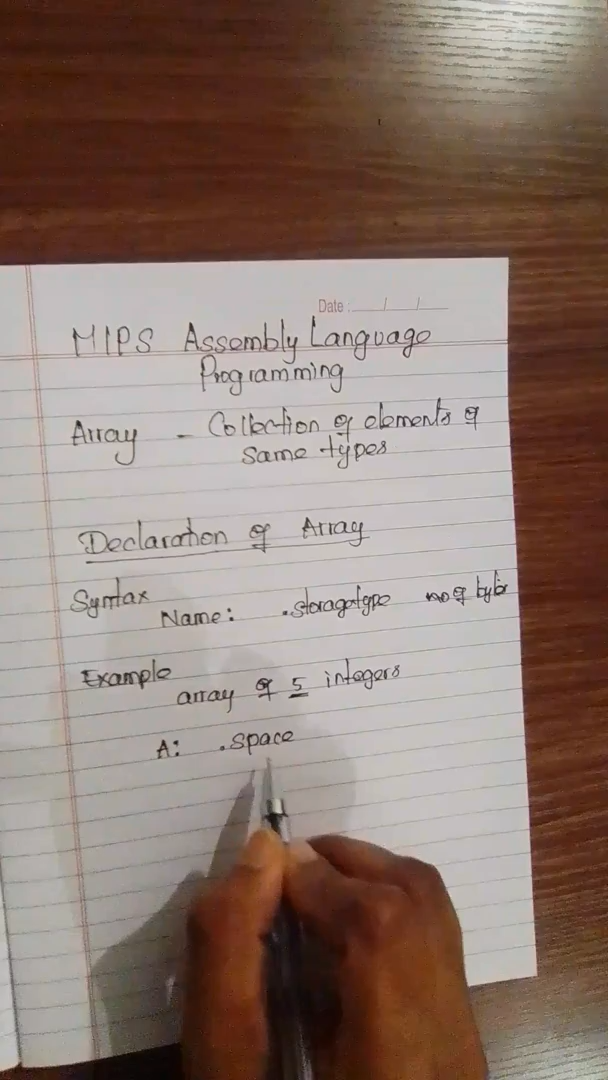 Date : / /
MIPS Assembly Language
Programming
Array - Collection of elements of
same types
Declaration of Array
Syntax
Name: .storagetype no of bytes
Example
array of 5 integers
A: .space